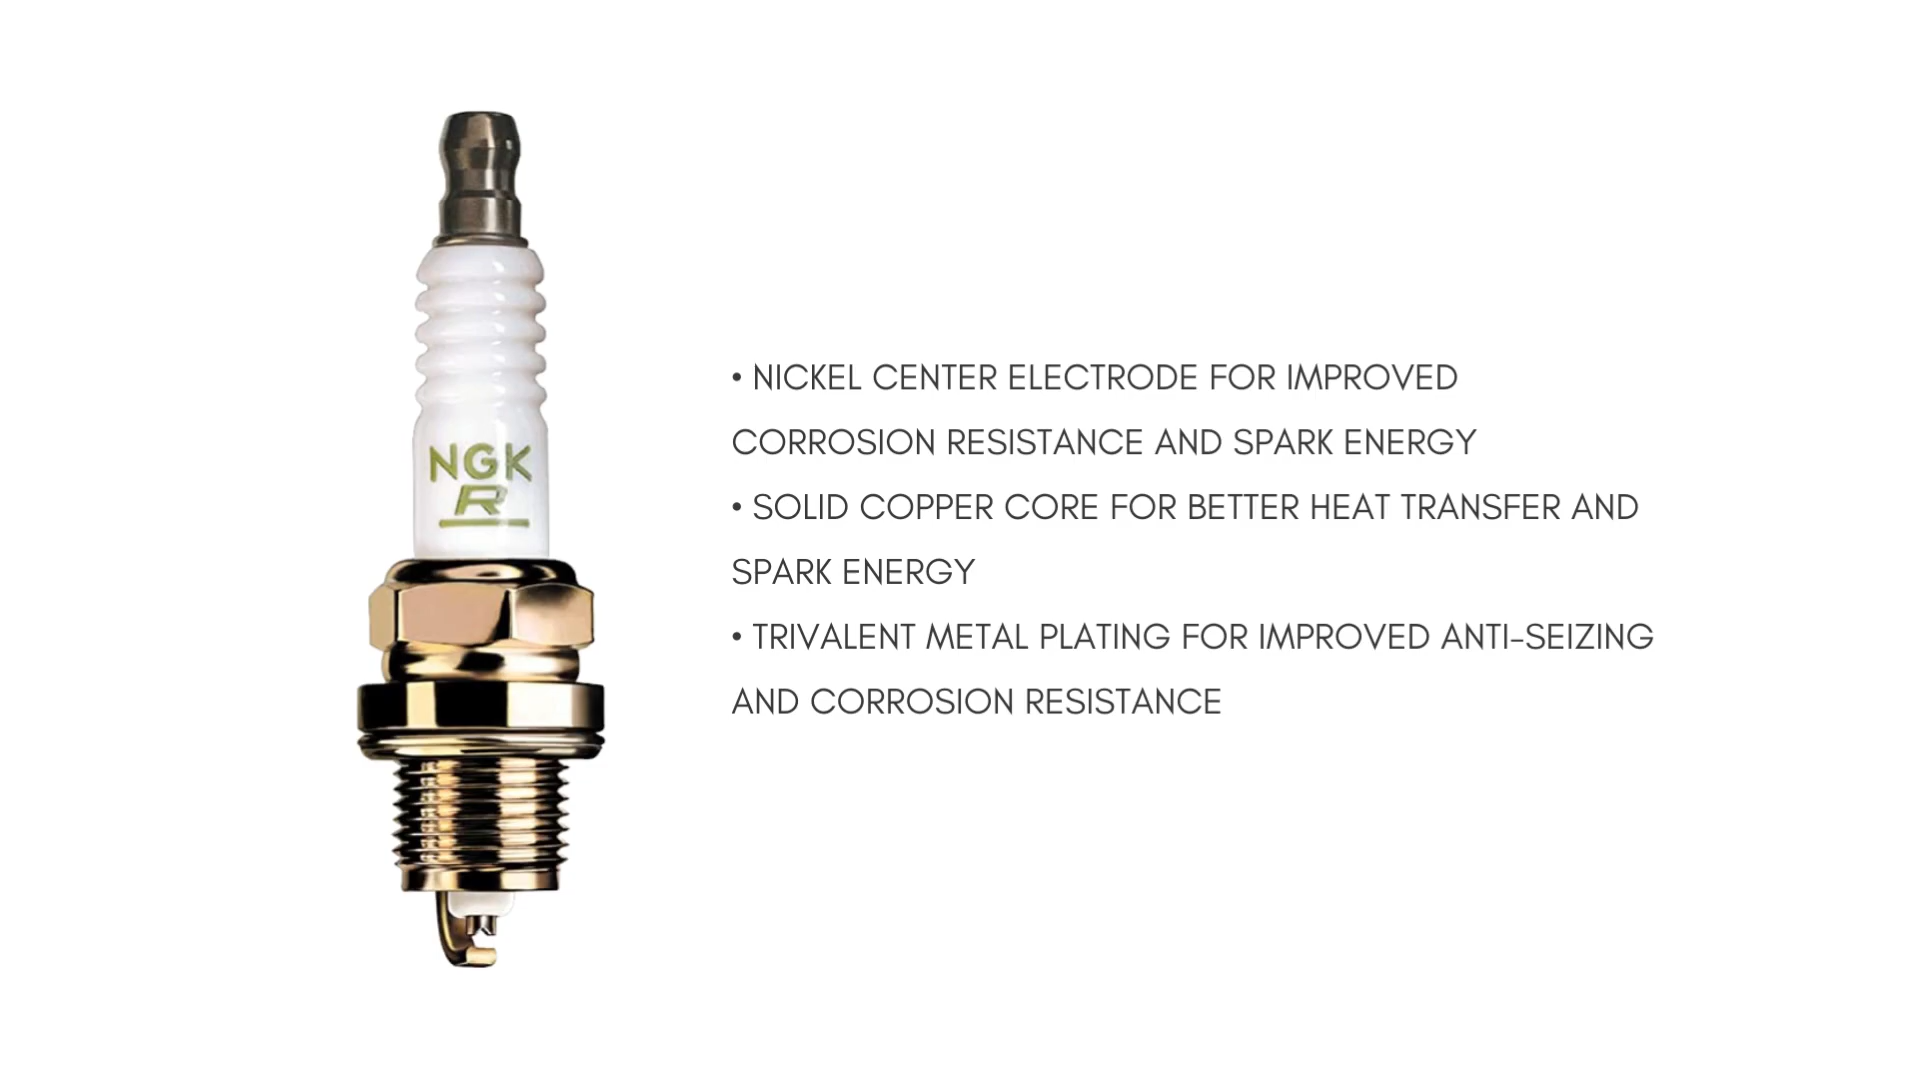 NGK
R
• NICKEL CENTER ELECTRODE FOR IMPROVED
CORROSION RESISTANCE AND SPARK ENERGY
• SOLID COPPER CORE FOR BETTER HEAT TRANSFER AND
SPARK ENERGY
• TRIVALENT METAL PLATING FOR IMPROVED ANTI-SEIZING
AND CORROSION RESISTANCE